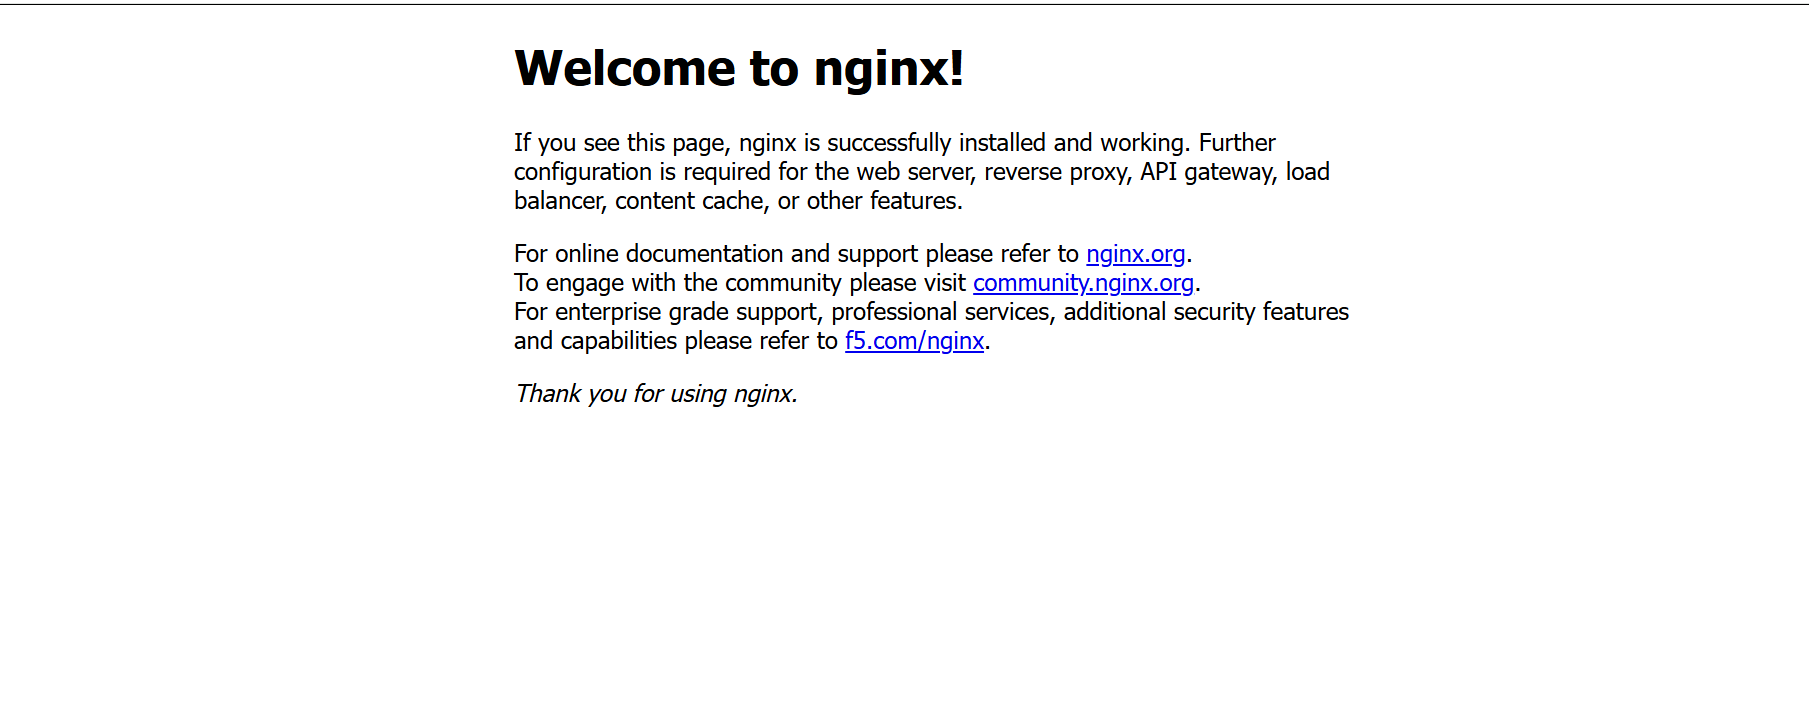 Welcome to nginx!
If you see this page, nginx is successfully installed and working. Further
configuration is required for the web server, reverse proxy, API gateway, load
balancer, content cache, or other features.
For online documentation and support please refer to nginx.org.
To engage with the community please visit community.nginx.org.
For enterprise grade support, professional services, additional security features
and capabilities please refer to f5.com/nginx.
Thank you for using nginx.